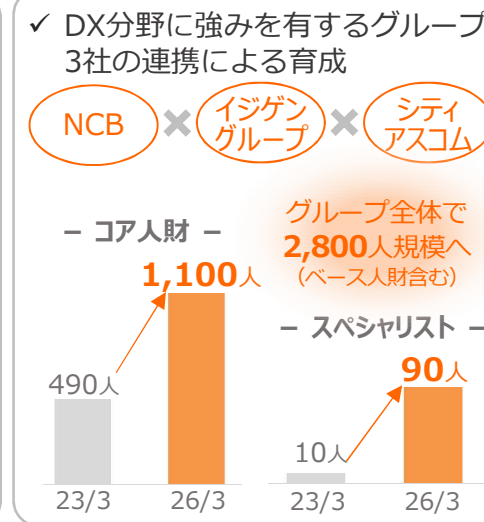 ✓ DX分野に強みを有するグループ
3社の連携による育成
NCB × イジゲン
グループ × シティ
アスコム
グループ全体で
2,800人規模へ
（ベース人財含む）
− コア人財 −
1,100人
490人
23/3 26/3
− スペシャリスト −
90人
10人
23/3 26/3